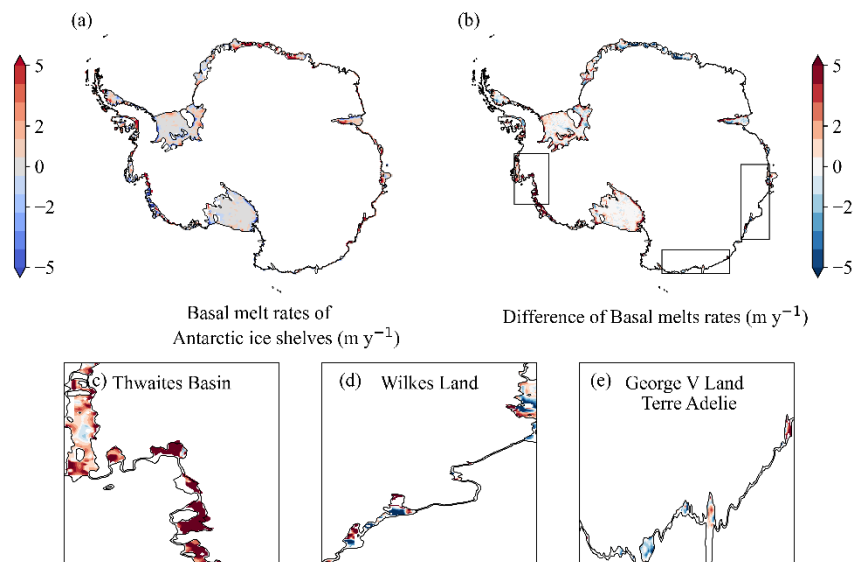 (a)
(b)
5
2
0
−2
−5
5
2
0
−2
−5
Basal melt rates of
Antarctic ice shelves (m y⁻¹)
Difference of Basal melts rates (m y⁻¹)
(c) Thwaites Basin
(d) Wilkes Land
(e) George V Land
Terre Adelie